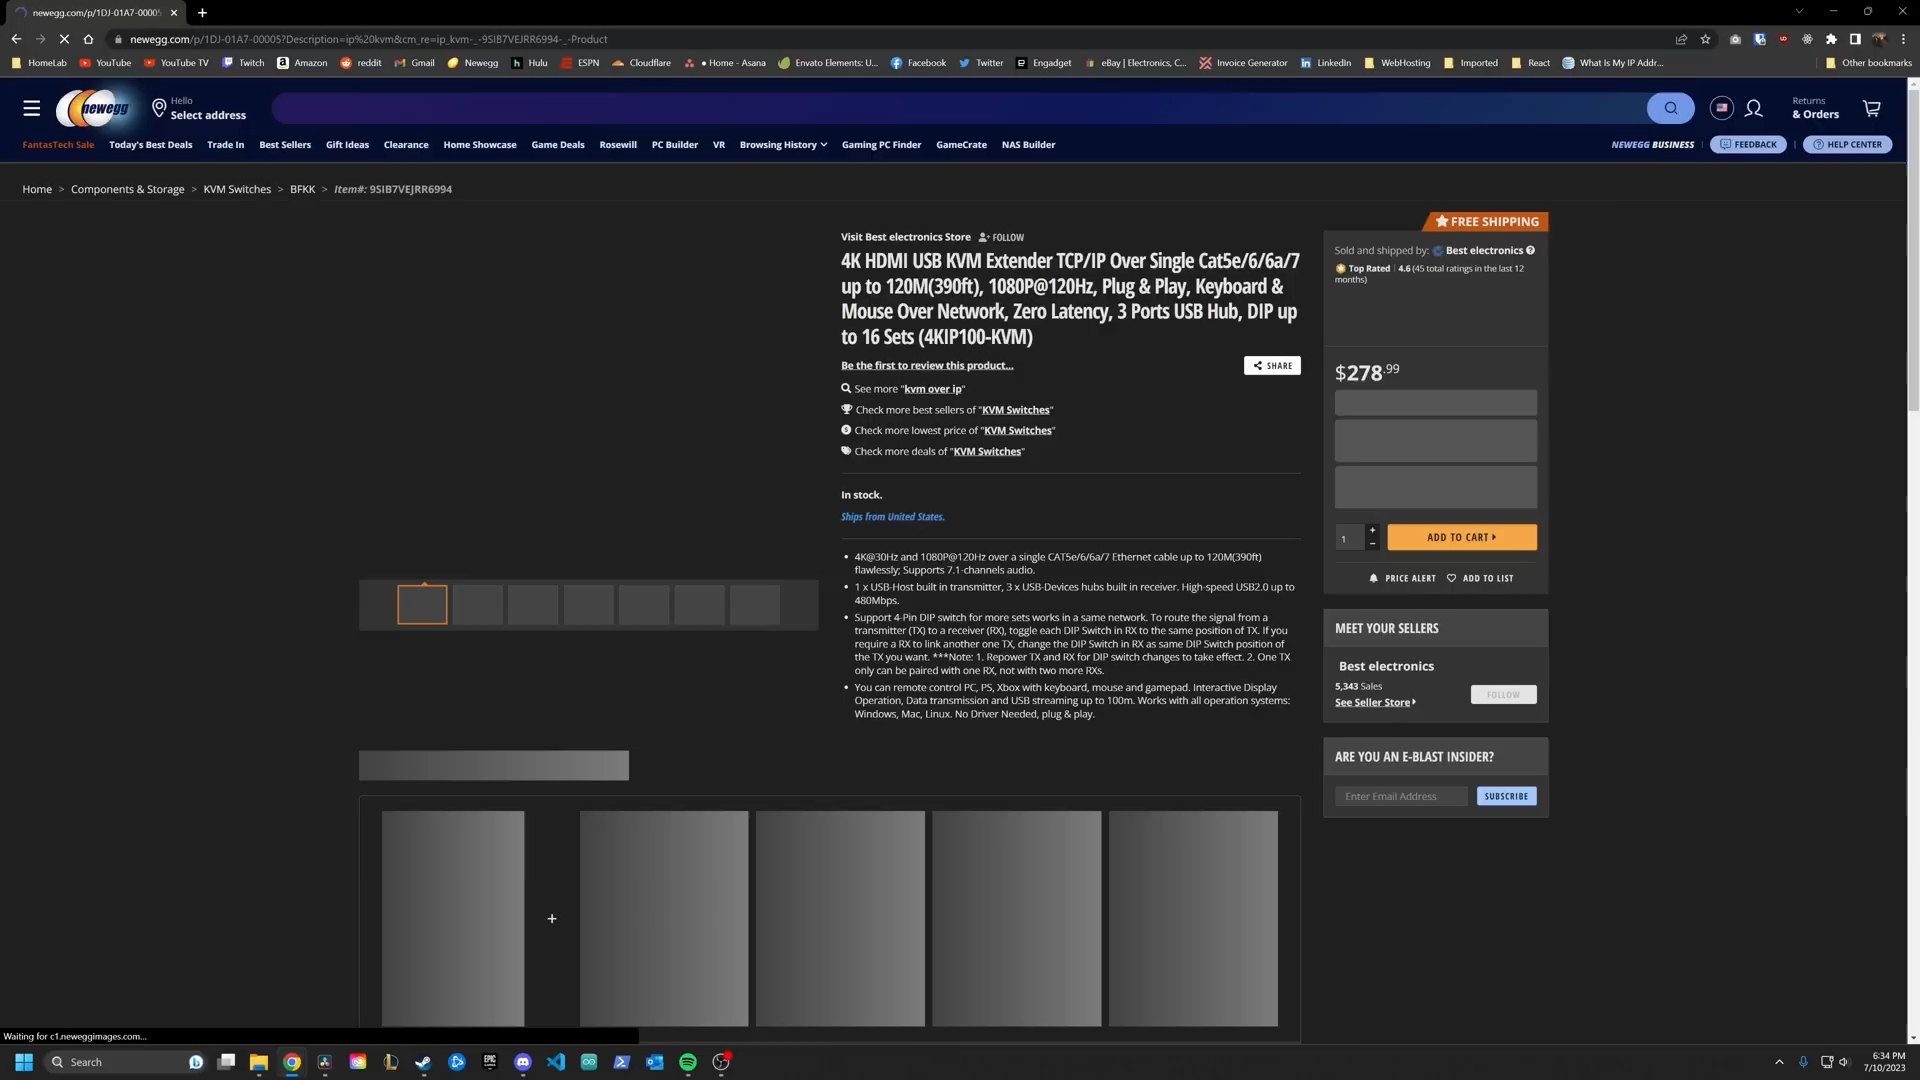 newegg.com/p/1DJ-01A7-00005
newegg.com/p/1DJ-01A7-00005?Description=ip%20kvm&cm_re=ip_kvm-_-9SIB7VEJRR6994-_-Product
HomeLab YouTube YouTube TV Twitch Amazon reddit Gmail Newegg Hulu ESPN Cloudflare • Home - Asana Envato Elements: U... Facebook Twitter Engadget eBay | Electronics, C... Invoice Generator LinkedIn WebHosting Imported React What Is My IP Addr... Other bookmarks
newegg
Hello
Select address
Returns
& Orders
FantasTech Sale Today's Best Deals Trade In Best Sellers Gift Ideas Clearance Home Showcase Game Deals Rosewill PC Builder VR Browsing History Gaming PC Finder GameCrate NAS Builder
NEWEGG BUSINESS FEEDBACK HELP CENTER
Home > Components & Storage > KVM Switches > BFKK > Item#: 9SIB7VEJRR6994
Visit Best electronics Store FOLLOW
4K HDMI USB KVM Extender TCP/IP Over Single Cat5e/6/6a/7
up to 120M(390ft), 1080P@120Hz, Plug & Play, Keyboard &
Mouse Over Network, Zero Latency, 3 Ports USB Hub, DIP up
to 16 Sets (4KIP100-KVM)
Be the first to review this product...
SHARE
See more "kvm over ip"
Check more best sellers of "KVM Switches"
Check more lowest price of "KVM Switches"
Check more deals of "KVM Switches"
In stock.
Ships from United States.
• 4K@30Hz and 1080P@120Hz over a single CAT5e/6/6a/7 Ethernet cable up to 120M(390ft)
flawlessly; Supports 7.1-channels audio.
• 1 x USB-Host built in transmitter, 3 x USB-Devices hubs built in receiver. High-speed USB2.0 up to
480Mbps.
• Support 4-Pin DIP switch for more sets works in a same network. To route the signal from a
transmitter (TX) to a receiver (RX), toggle each DIP Switch in RX to the same position of TX. If you
require a RX to link another one TX, change the DIP Switch in RX as same DIP Switch position of
the TX you want. ***Note: 1. Repower TX and RX for DIP switch changes to take effect. 2. One TX
only can be paired with one RX, not with two more RXs.
• You can remote control PC, PS, Xbox with keyboard, mouse and gamepad. Interactive Display
Operation, Data transmission and USB streaming up to 100m. Works with all operation systems:
Windows, Mac, Linux. No Driver Needed, plug & play.
FREE SHIPPING
Sold and shipped by: Best electronics
Top Rated | 4.6 (45 total ratings in the last 12
months)
$278.99
1
+
−
ADD TO CART
PRICE ALERT ADD TO LIST
MEET YOUR SELLERS
Best electronics
5,343 Sales
FOLLOW
See Seller Store
ARE YOU AN E-BLAST INSIDER?
Enter Email Address SUBSCRIBE
+
Waiting for c1.neweggimages.com...
Search
EPIC
6:34 PM
7/10/2023